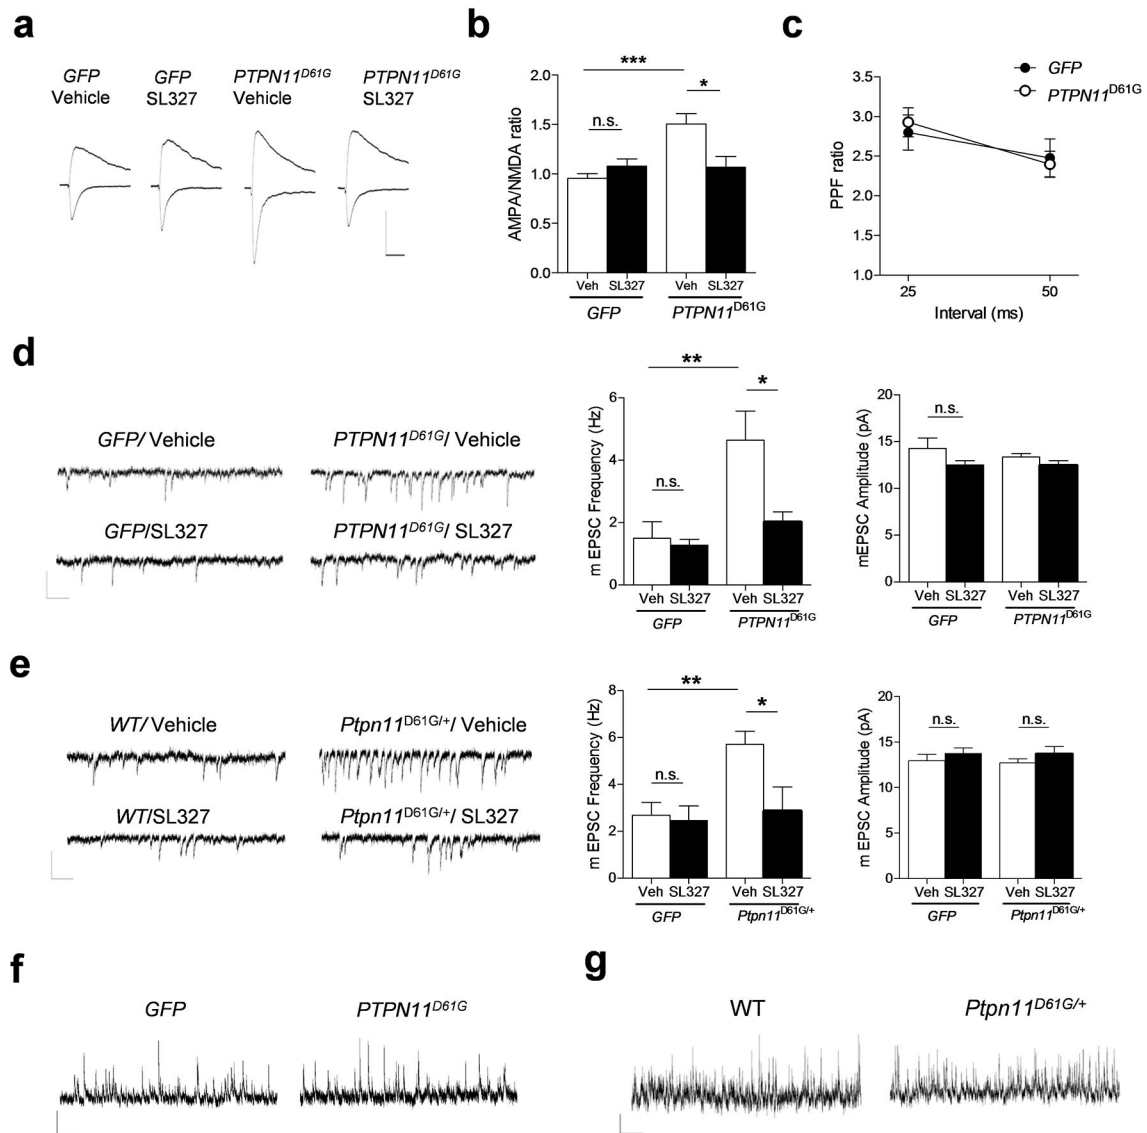 a
GFP
Vehicle
GFP
SL327
PTPN11D61G
Vehicle
PTPN11D61G
SL327
b
AMPA/NMDA ratio
2.0
1.5
1.0
0.5
0.0
***
*
n.s.
Veh SL327 Veh SL327
GFP PTPN11D61G
c
GFP
PTPN11D61G
PPF ratio
3.5
3.0
2.5
2.0
1.5
1.0
25 50
Interval (ms)
d
GFP/ Vehicle
PTPN11D61G/ Vehicle
GFP/SL327
PTPN11D61G/ SL327
m EPSC Frequency (Hz)
6
4
2
0
**
*
n.s.
Veh SL327 Veh SL327
GFP PTPN11D61G
mEPSC Amplitude (pA)
20
15
10
5
0
n.s.
Veh SL327 Veh SL327
GFP PTPN11D61G
e
WT/ Vehicle
Ptpn11D61G/+/ Vehicle
WT/SL327
Ptpn11D61G/+/ SL327
m EPSC Frequency (Hz)
8
6
4
2
0
**
*
n.s.
Veh SL327 Veh SL327
GFP Ptpn11D61G/+
m EPSC Amplitude (pA)
20
15
10
5
0
n.s. n.s.
Veh SL327 Veh SL327
GFP Ptpn11D61G/+
f
GFP
PTPN11D61G
g
WT
Ptpn11D61G/+